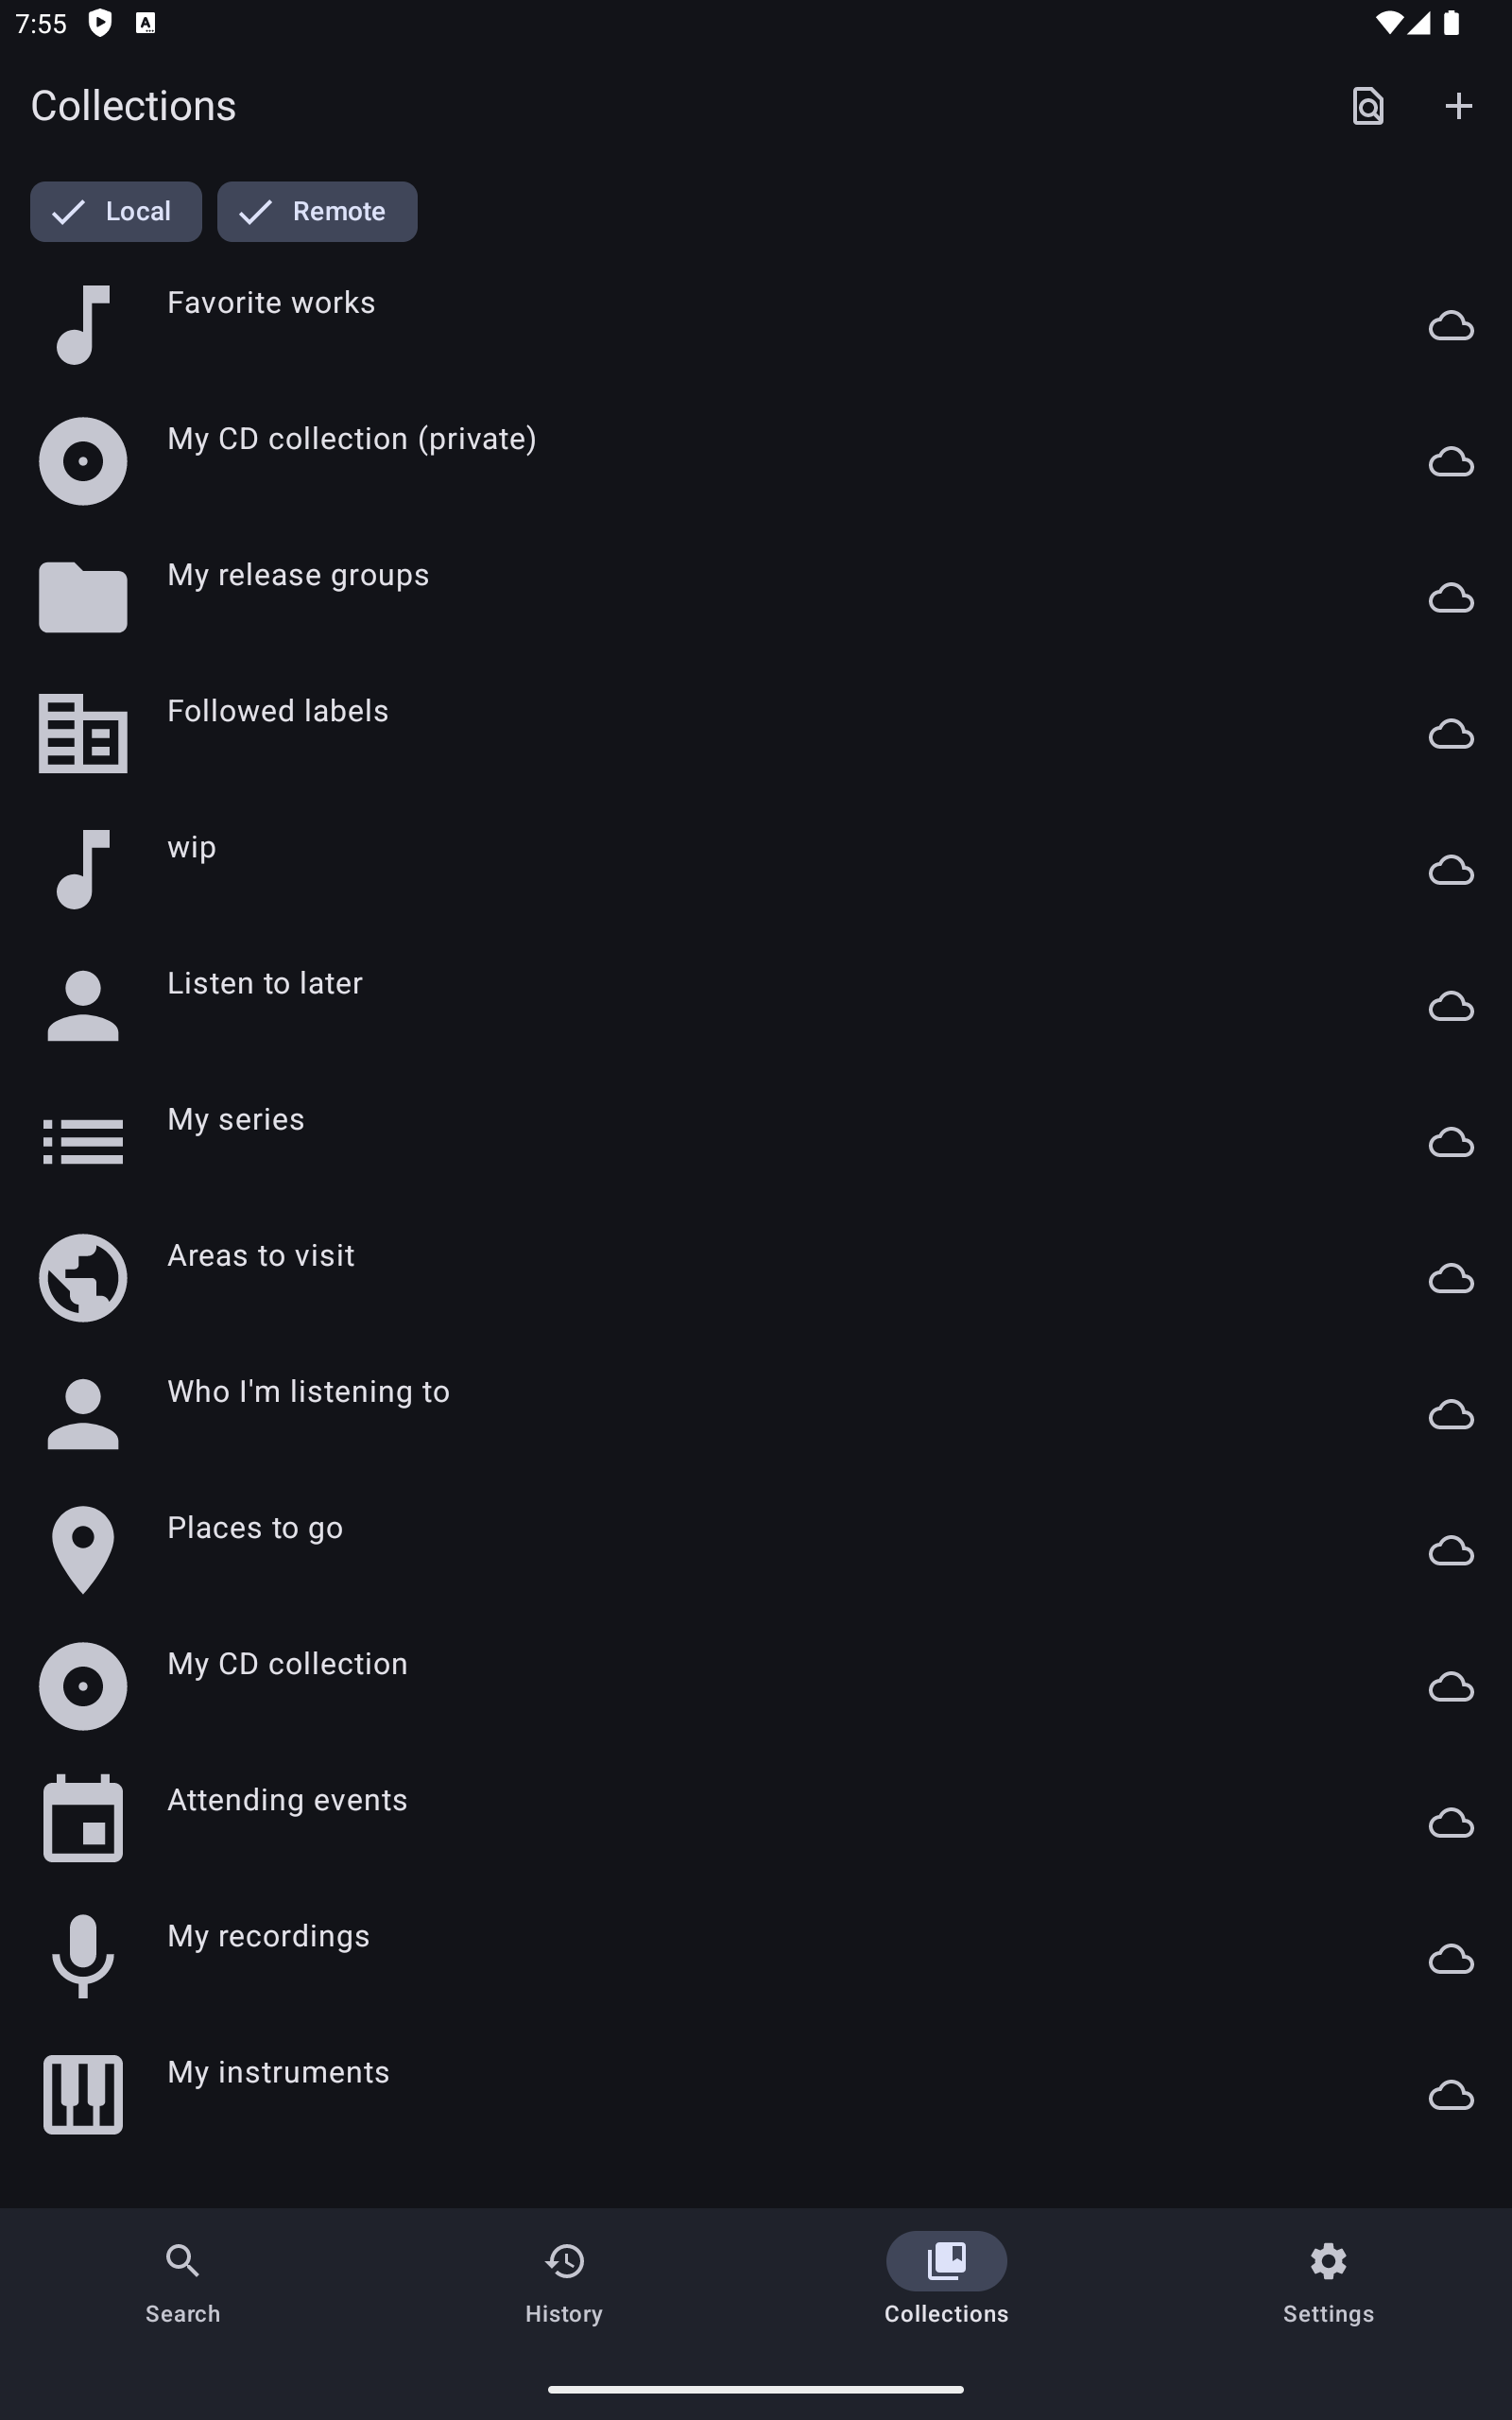 7:55
Collections
Local
Remote
Favorite works
My CD collection (private)
My release groups
Followed labels
wip
Listen to later
My series
Areas to visit
Who I'm listening to
Places to go
My CD collection
Attending events
My recordings
My instruments
Search
History
Collections
Settings